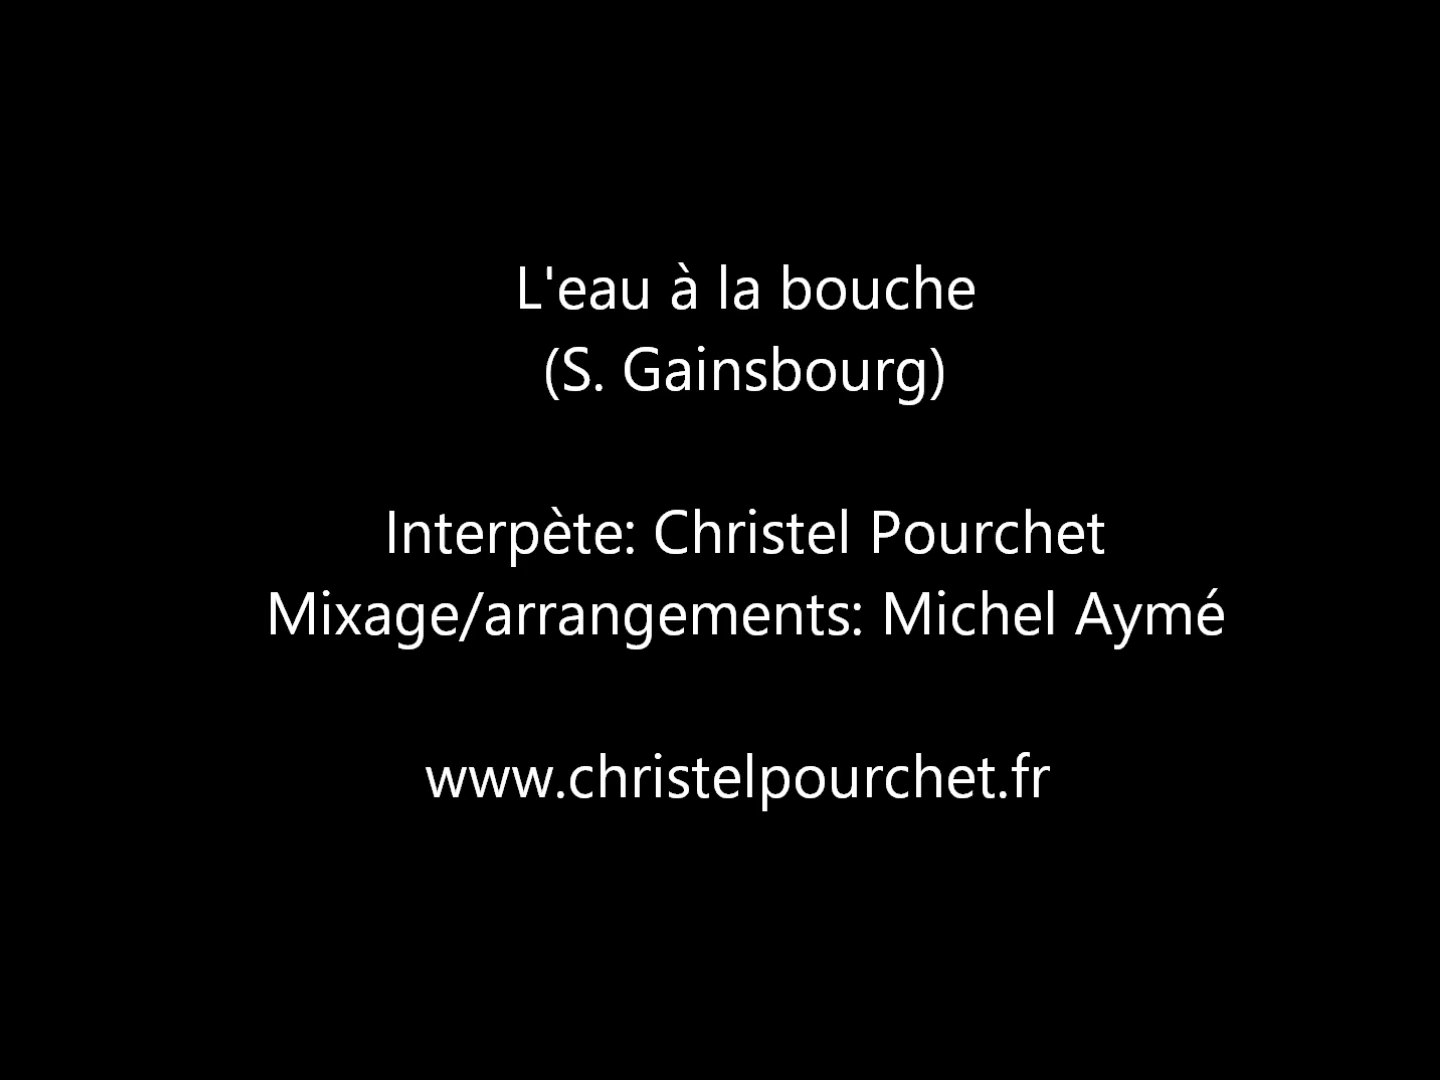 L'eau à la bouche
(S. Gainsbourg)
Interpète: Christel Pourchet
Mixage/arrangements: Michel Aymé
www.christelpourchet.fr